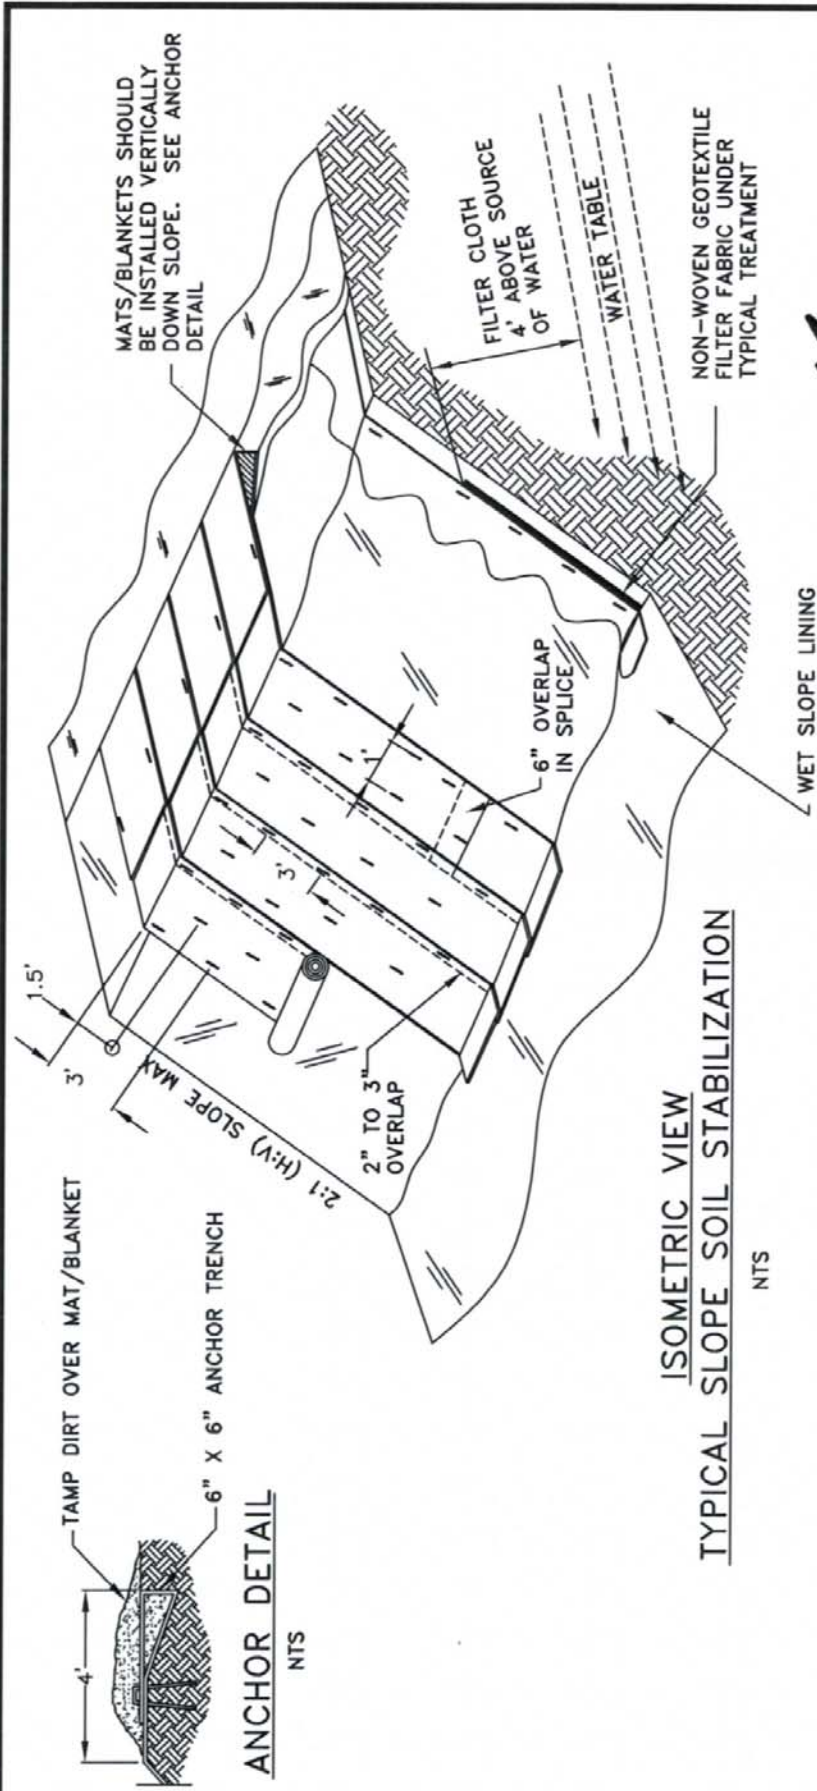 TAMP DIRT OVER MAT/BLANKET
4'
6" X 6" ANCHOR TRENCH
ANCHOR DETAIL
NTS
1.5'
3'
2:1 (H:V) SLOPE MAX
2" TO 3"
OVERLAP
3'
1'
6" OVERLAP
IN SPLICE
MATS/BLANKETS SHOULD
BE INSTALLED VERTICALLY
DOWN SLOPE. SEE ANCHOR
DETAIL
FILTER CLOTH
4' ABOVE SOURCE
OF WATER
WATER TABLE
NON-WOVEN GEOTEXTILE
FILTER FABRIC UNDER
TYPICAL TREATMENT
WET SLOPE LINING
ISOMETRIC VIEW
TYPICAL SLOPE SOIL STABILIZATION
NTS